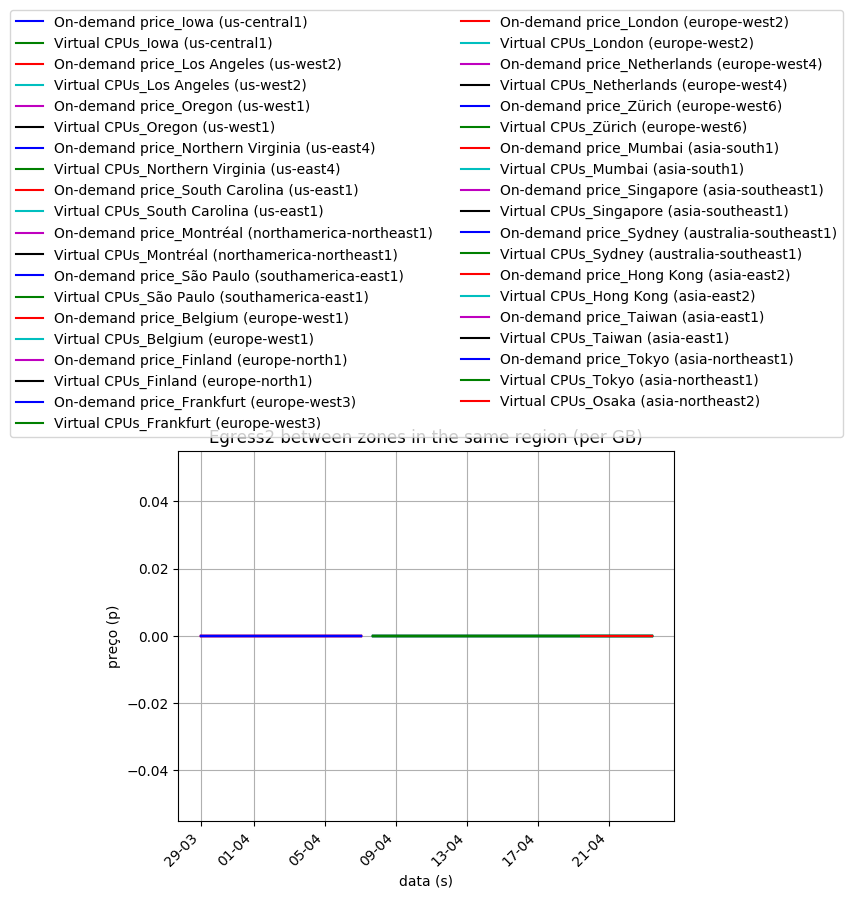 On-demand price_Iowa (us-central1)
Virtual CPUs_Iowa (us-central1)
On-demand price_Los Angeles (us-west2)
Virtual CPUs_Los Angeles (us-west2)
On-demand price_Oregon (us-west1)
Virtual CPUs_Oregon (us-west1)
On-demand price_Northern Virginia (us-east4)
Virtual CPUs_Northern Virginia (us-east4)
On-demand price_South Carolina (us-east1)
Virtual CPUs_South Carolina (us-east1)
On-demand price_Montréal (northamerica-northeast1)
Virtual CPUs_Montréal (northamerica-northeast1)
On-demand price_São Paulo (southamerica-east1)
Virtual CPUs_São Paulo (southamerica-east1)
On-demand price_Belgium (europe-west1)
Virtual CPUs_Belgium (europe-west1)
On-demand price_Finland (europe-north1)
Virtual CPUs_Finland (europe-north1)
On-demand price_Frankfurt (europe-west3)
Virtual CPUs_Frankfurt (europe-west3)
On-demand price_London (europe-west2)
Virtual CPUs_London (europe-west2)
On-demand price_Netherlands (europe-west4)
Virtual CPUs_Netherlands (europe-west4)
On-demand price_Zürich (europe-west6)
Virtual CPUs_Zürich (europe-west6)
On-demand price_Mumbai (asia-south1)
Virtual CPUs_Mumbai (asia-south1)
On-demand price_Singapore (asia-southeast1)
Virtual CPUs_Singapore (asia-southeast1)
On-demand price_Sydney (australia-southeast1)
Virtual CPUs_Sydney (australia-southeast1)
On-demand price_Hong Kong (asia-east2)
Virtual CPUs_Hong Kong (asia-east2)
On-demand price_Taiwan (asia-east1)
Virtual CPUs_Taiwan (asia-east1)
On-demand price_Tokyo (asia-northeast1)
Virtual CPUs_Tokyo (asia-northeast1)
Virtual CPUs_Osaka (asia-northeast2)
Egress2 between zones in the same region (per GB)
0.04
0.02
0.00
−0.02
−0.04
preço (p)
29-03
01-04
05-04
09-04
13-04
17-04
21-04
data (s)